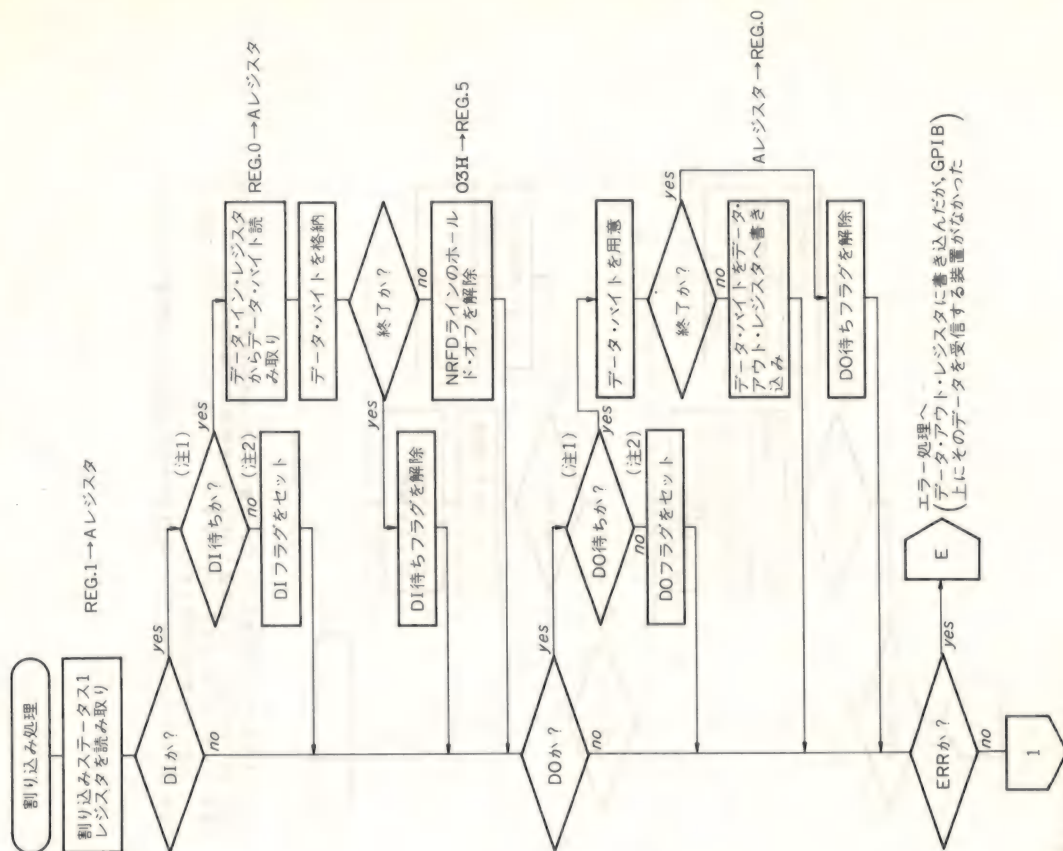 割り込み処理
割り込みステータス1
レジスタを読み取り
REG.1→Aレジスタ
DIか？
yes
no
DI待ちか？
(注1)
yes
no
(注2)
DIフラグをセット
データ・イン・レジスタ
からデータ・バイト読
み取り
REG.0→Aレジスタ
データ・バイトを格納
終了か？
yes
no
DI待ちフラグを解除
NRFDラインのホール
ド・オフを解除
03H→REG.5
DOか？
yes
no
DO待ちか？
(注1)
yes
no
(注2)
DOフラグをセット
データ・バイトを用意
終了か？
yes
no
データ・バイトをデータ・
アウト・レジスタへ書き
込み
Aレジスタ→REG.0
DO待ちフラグを解除
ERRか？
yes
no
E
エラー処理へ
(データ・アウト・レジスタに書き込んだが,GPIB
上にそのデータを受信する装置がなかった)
1